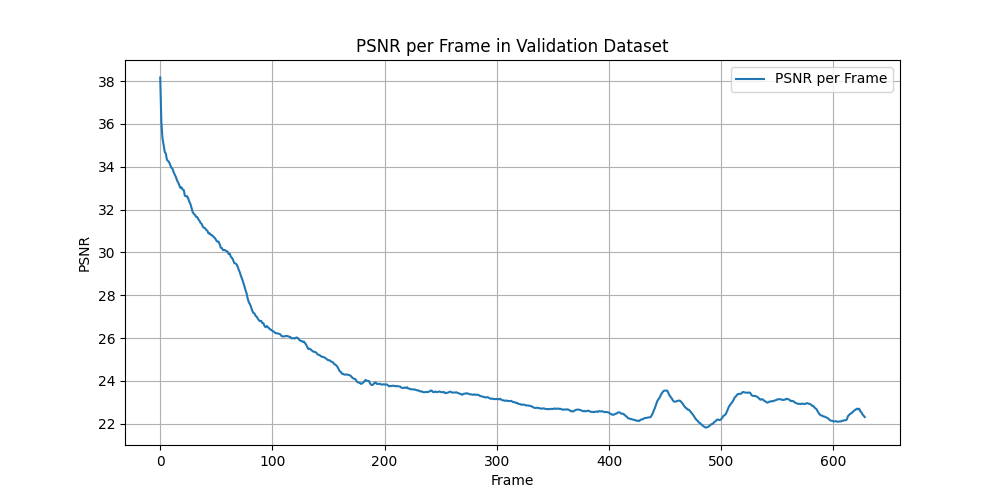 PSNR per Frame in Validation Dataset
PSNR per Frame
38
36
34
32
30
28
26
24
22
PSNR
0 100 200 300 400 500 600
Frame